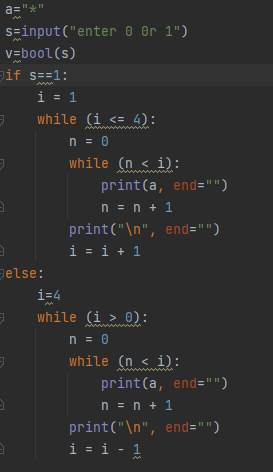 a="*"
s=input("enter 0 0r 1")
v=bool(s)
if s==1:
    i = 1
    while (i <= 4):
        n = 0
        while (n < i):
            print(a, end="")
            n = n + 1
        print("\n", end="")
        i = i + 1
else:
    i=4
    while (i > 0):
        n = 0
        while (n < i):
            print(a, end="")
            n = n + 1
        print("\n", end="")
        i = i - 1